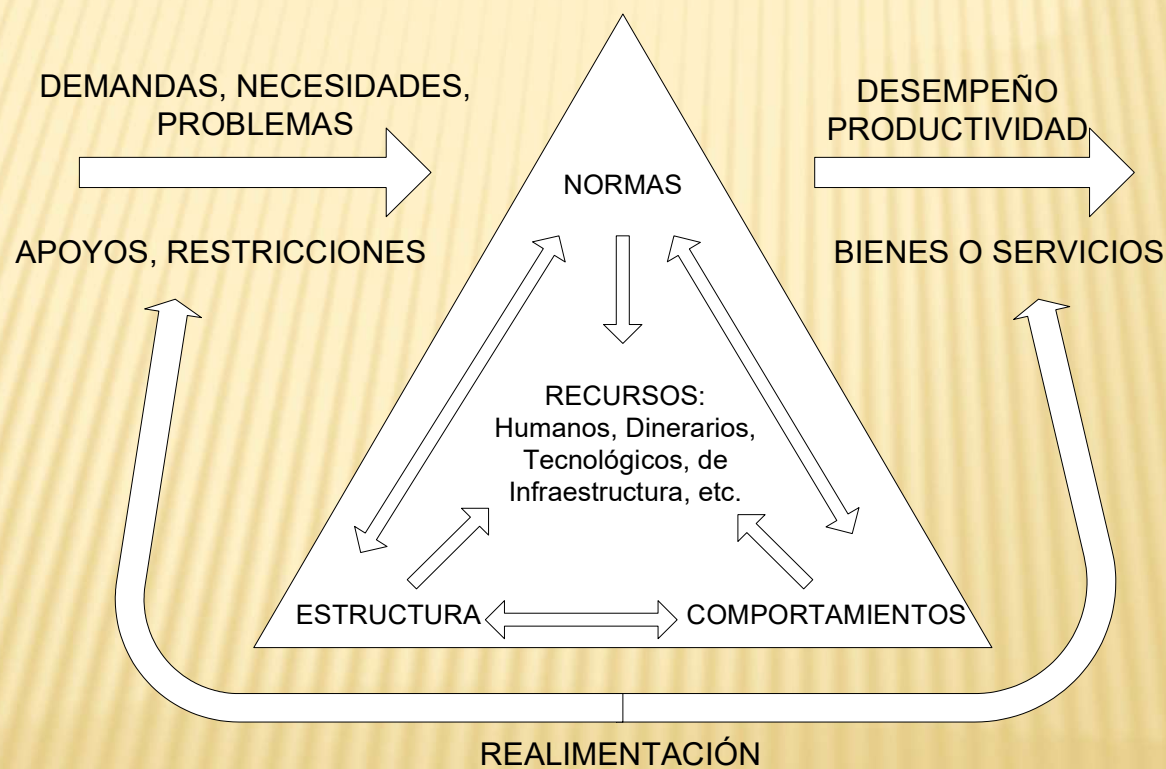 DEMANDAS, NECESIDADES,
PROBLEMAS
APOYOS, RESTRICCIONES
NORMAS
RECURSOS:
Humanos, Dinerarios,
Tecnológicos, de
Infraestructura, etc.
ESTRUCTURA
COMPORTAMIENTOS
DESEMPEÑO
PRODUCTIVIDAD
BIENES O SERVICIOS
REALIMENTACIÓN